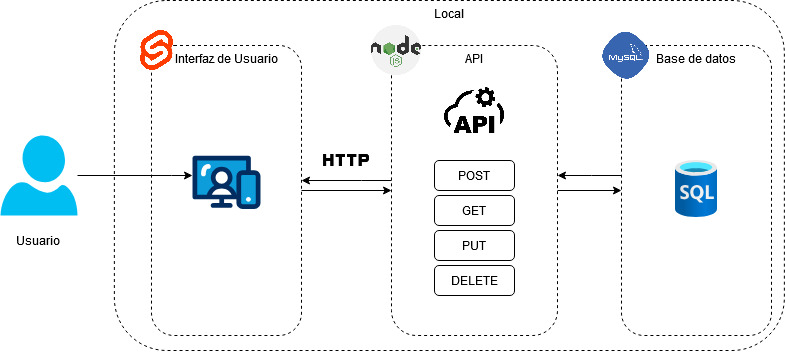 Local
Interfaz de Usuario
node
JS
API
MySQL
Base de datos
API
HTTP
POST
GET
PUT
DELETE
SQL
Usuario